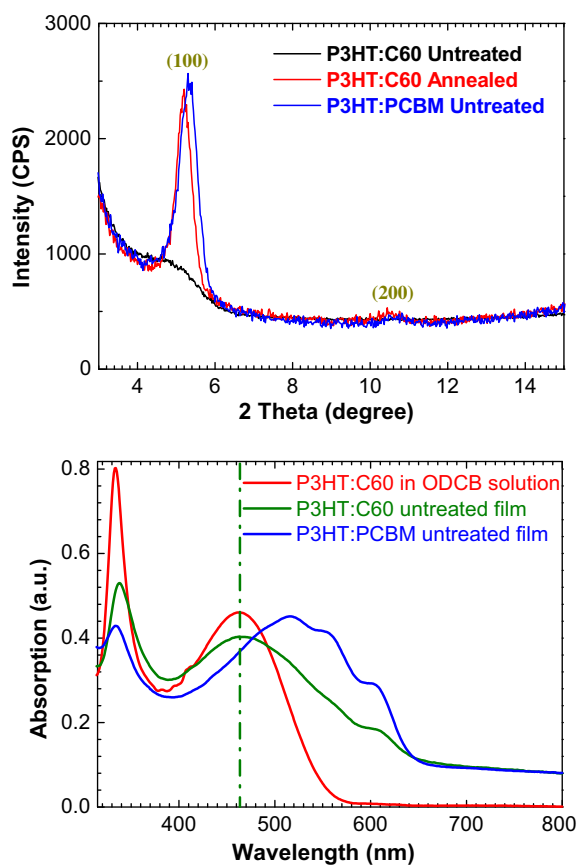 3000
(100)
P3HT:C60 Untreated
P3HT:C60 Annealed
P3HT:PCBM Untreated
2000
Intensity (CPS)
1000
(200)
0
4 6 8 10 12 14
2 Theta (degree)
0.8
P3HT:C60 in ODCB solution
P3HT:C60 untreated film
P3HT:PCBM untreated film
0.6
Absorption (a.u.)
0.4
0.2
0.0
400 500 600 700 800
Wavelength (nm)